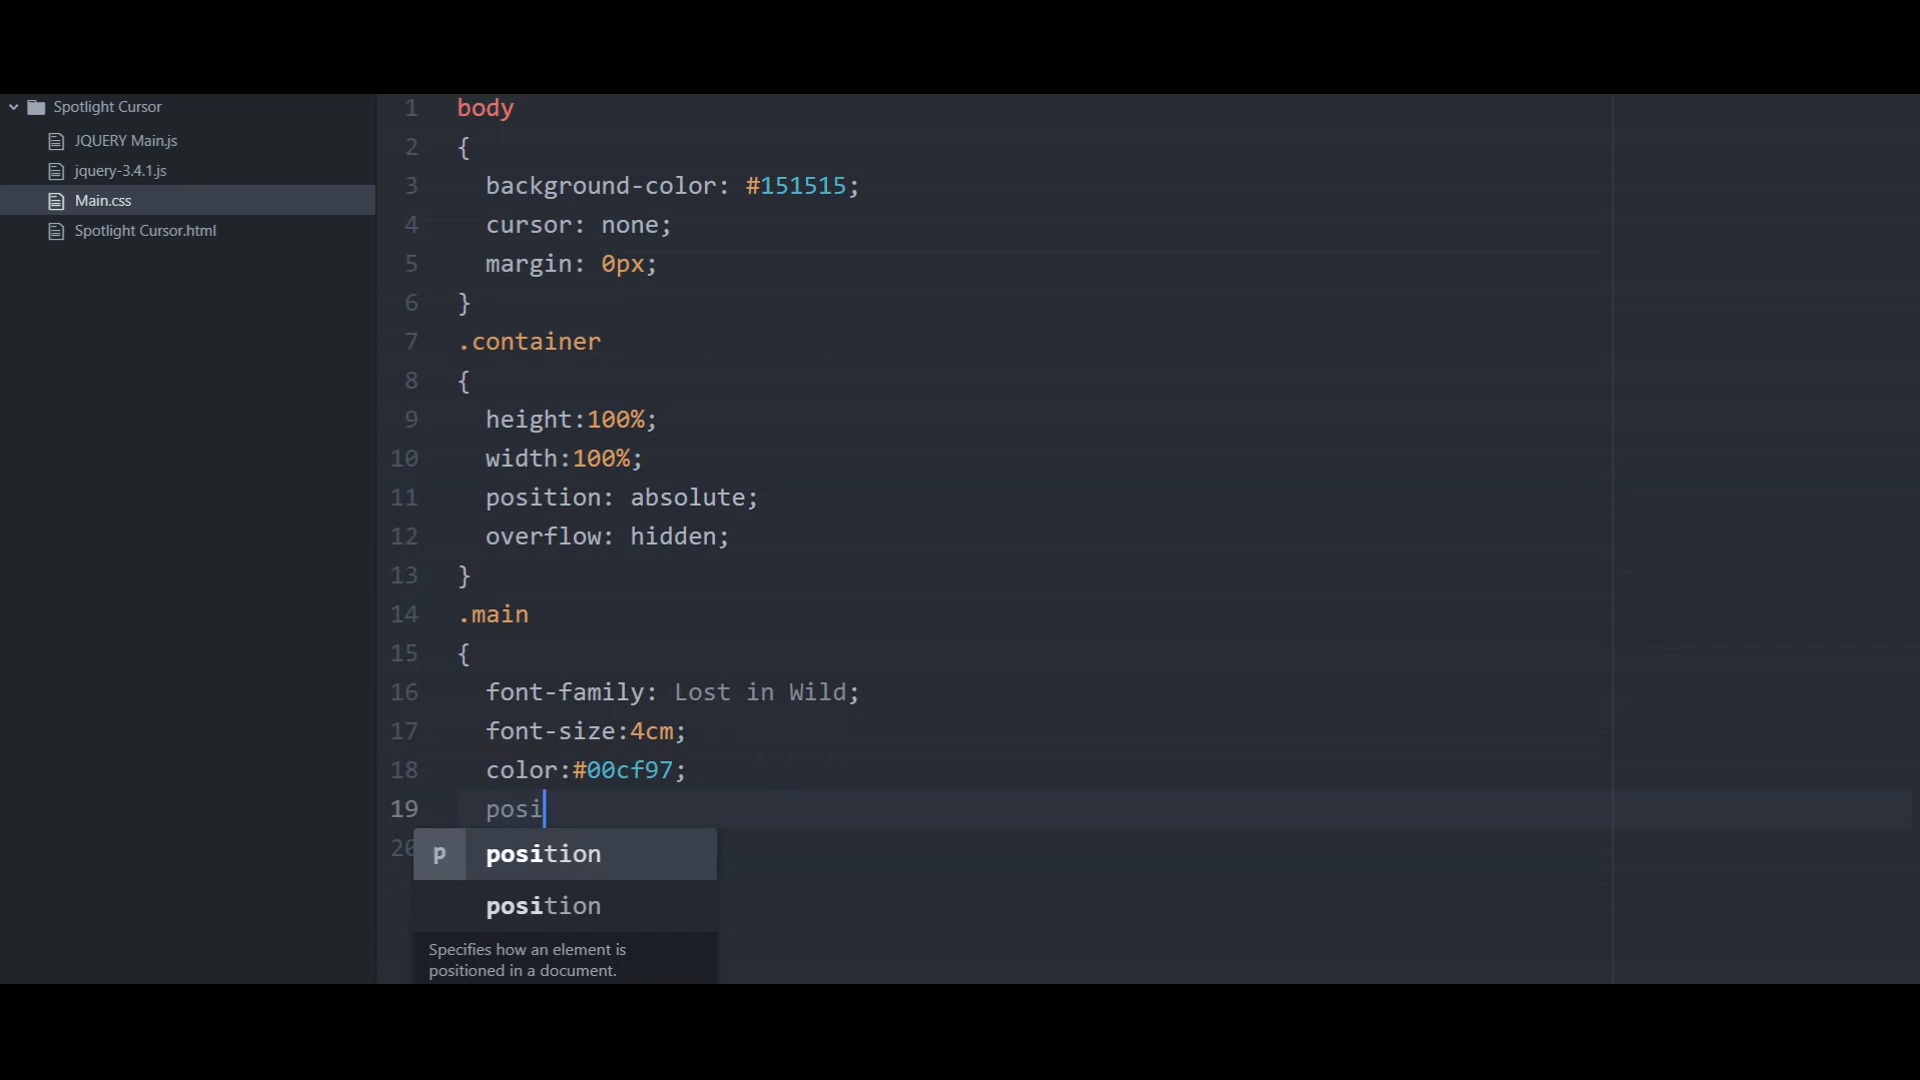 Spotlight Cursor
JQUERY Main.js
jquery-3.4.1.js
Main.css
Spotlight Cursor.html
1 body
2 {
3 background-color: #151515;
4 cursor: none;
5 margin: 0px;
6 }
7 .container
8 {
9 height:100%;
10 width:100%;
11 position: absolute;
12 overflow: hidden;
13 }
14 .main
15 {
16 font-family: Lost in Wild;
17 font-size:4cm;
18 color:#00cf97;
19 posi
20
p position
position
Specifies how an element is
positioned in a document.